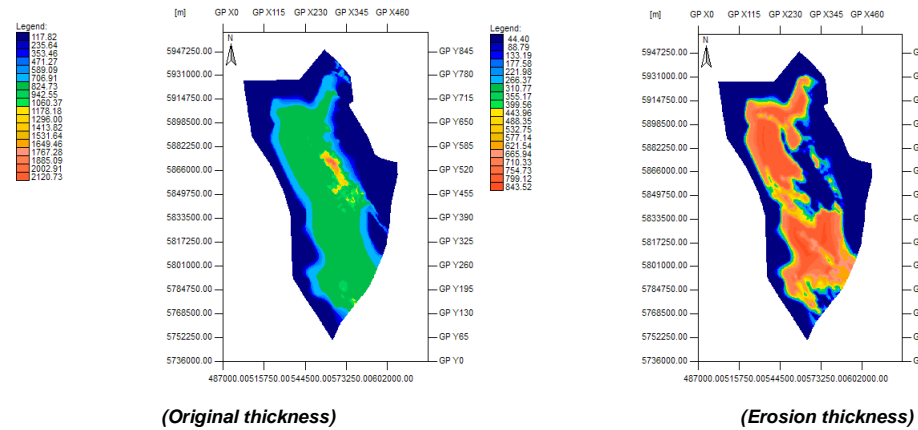 [m] GP X0 GP X115 GP X230 GP X345 GP X460
Legend:
117.82
235.64
353.46
471.27
589.09
706.91
824.73
942.55
1060.37
1178.18
1296.00
1413.82
1531.64
1649.46
1767.28
1885.09
2002.91
2120.73
N
5947250.00 GP Y845
5931000.00 GP Y780
5914750.00 GP Y715
5898500.00 GP Y650
5882250.00 GP Y585
5866000.00 GP Y520
5849750.00 GP Y455
5833500.00 GP Y390
5817250.00 GP Y325
5801000.00 GP Y260
5784750.00 GP Y195
5768500.00 GP Y130
5752250.00 GP Y65
5736000.00 GP Y0
487000.00515750.00544500.00573250.00602000.00
(Original thickness)
[m] GP X0 GP X115 GP X230 GP X345 GP X460
Legend:
44.40
88.79
133.19
177.58
221.98
266.37
310.77
355.17
399.56
443.96
488.35
532.75
577.14
621.54
665.94
710.33
754.73
799.12
843.52
N
5947250.00 G
5931000.00 G
5914750.00 G
5898500.00 G
5882250.00 G
5866000.00 G
5849750.00 G
5833500.00 G
5817250.00 G
5801000.00 G
5784750.00 G
5768500.00 G
5752250.00 G
5736000.00 G
487000.00515750.00544500.00573250.00602000.00
(Erosion thickness)